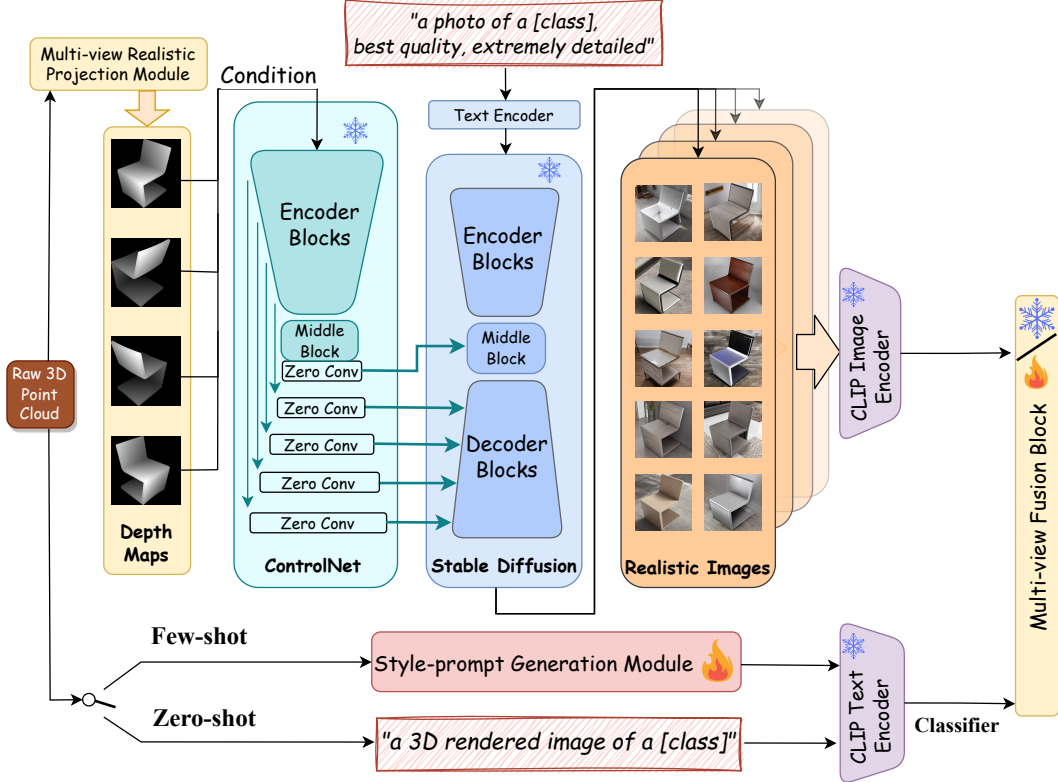 "a photo of a [class],
best quality, extremely detailed"
Multi-view Realistic
Projection Module
Condition
Text Encoder
Encoder
Blocks
Encoder
Blocks
Middle
Block
Middle
Block
Zero Conv
Zero Conv
Zero Conv
Zero Conv
Zero Conv
Decoder
Blocks
Raw 3D
Point
Cloud
CLIP Image
Encoder
Depth
Maps
ControlNet
Stable Diffusion
Realistic Images
Multi-view Fusion Block
Few-shot
Style-prompt Generation Module
Zero-shot
"a 3D rendered image of a [class]"
CLIP Text
Encoder
Classifier